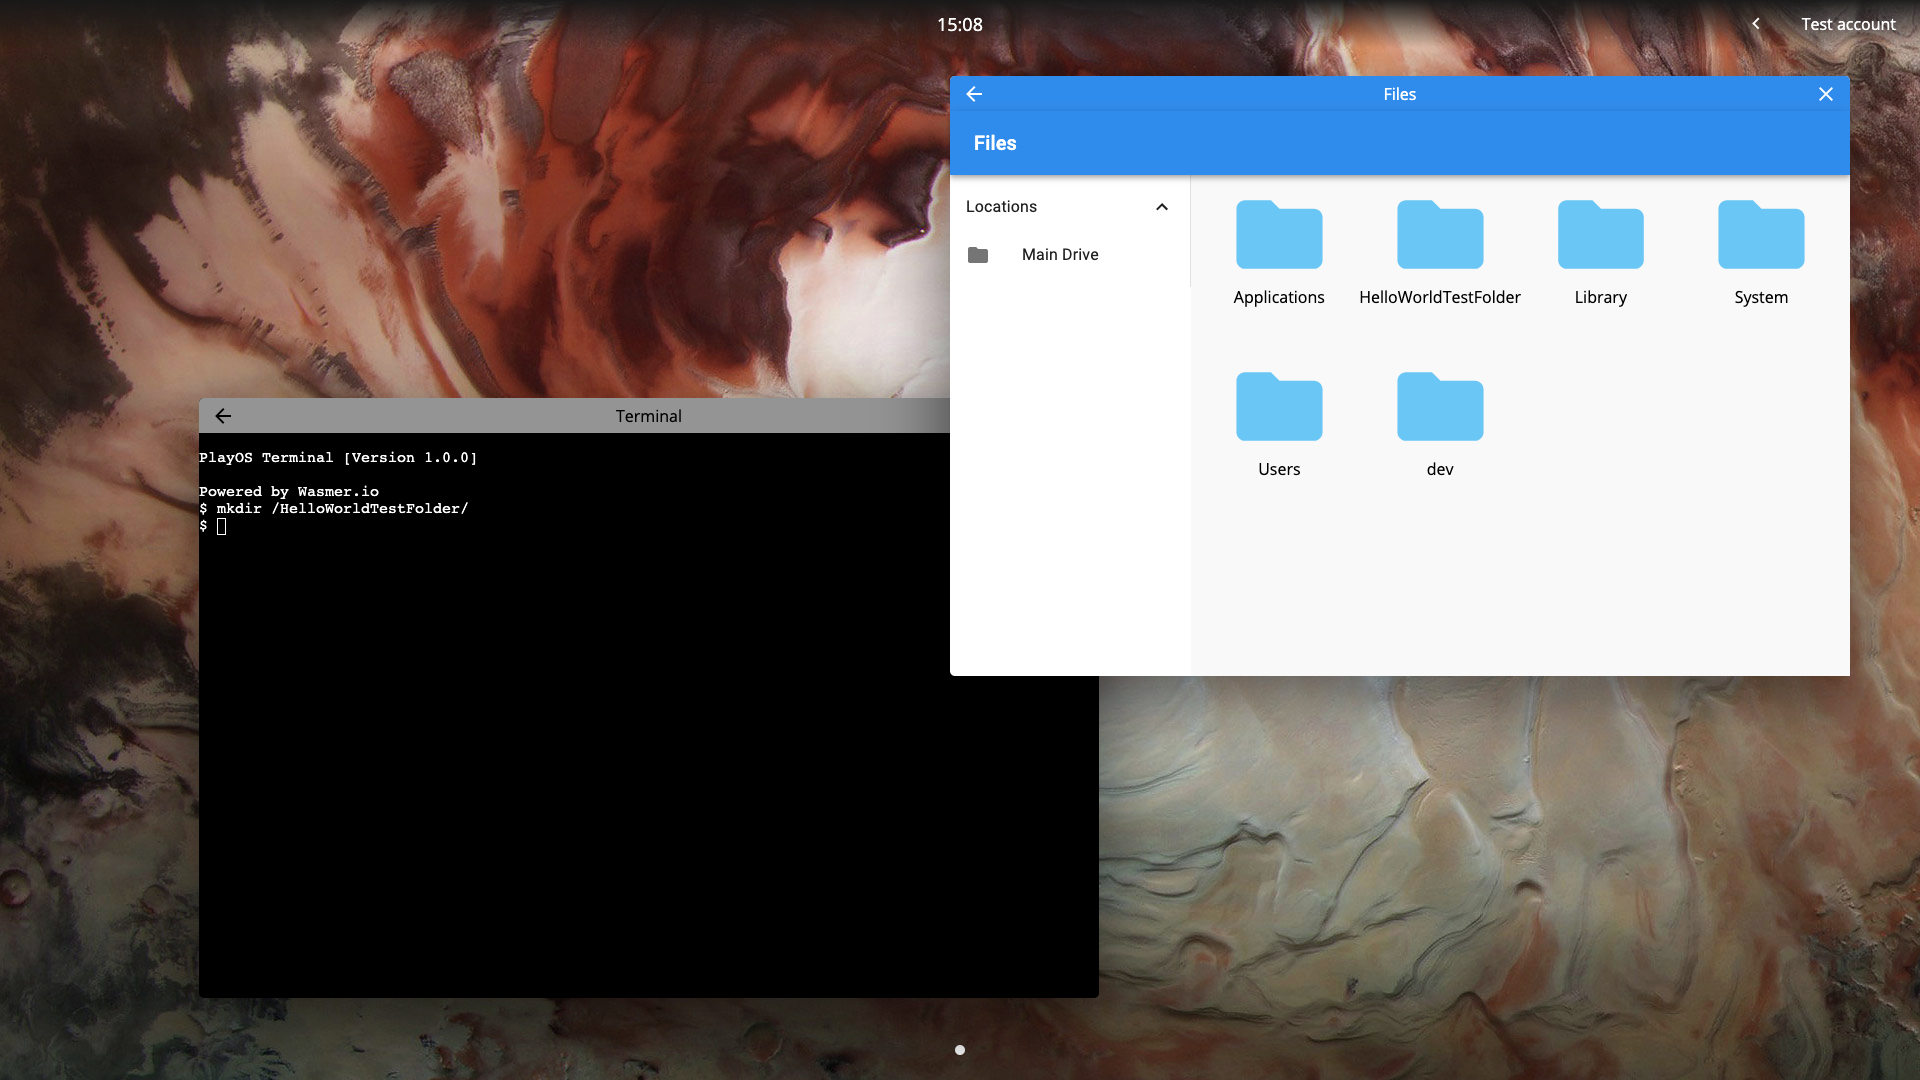 15:08
Test account
Files
Files
Locations
Main Drive
Applications
HelloWorldTestFolder
Library
System
Users
dev
Terminal
PlayOS Terminal [Version 1.0.0]
Powered by Wasmer.io
$ mkdir /HelloWorldTestFolder/
$